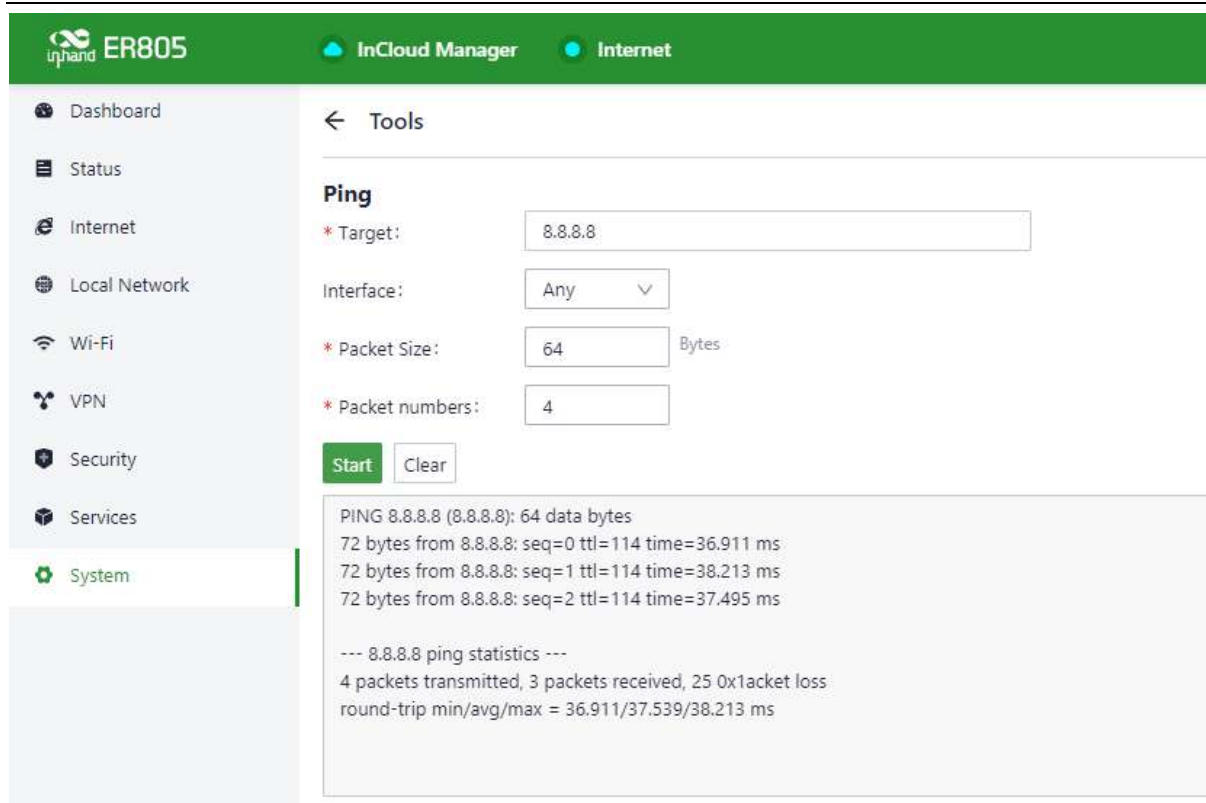 inhand ER805
InCloud Manager
Internet
Dashboard
Status
Internet
Local Network
Wi-Fi
VPN
Security
Services
System
← Tools
Ping
* Target: 8.8.8.8
Interface: Any
* Packet Size: 64 Bytes
* Packet numbers: 4
Start Clear
PING 8.8.8.8 (8.8.8.8): 64 data bytes
72 bytes from 8.8.8.8: seq=0 ttl=114 time=36.911 ms
72 bytes from 8.8.8.8: seq=1 ttl=114 time=38.213 ms
72 bytes from 8.8.8.8: seq=2 ttl=114 time=37.495 ms
--- 8.8.8.8 ping statistics ---
4 packets transmitted, 3 packets received, 25 0x1acket loss
round-trip min/avg/max = 36.911/37.539/38.213 ms